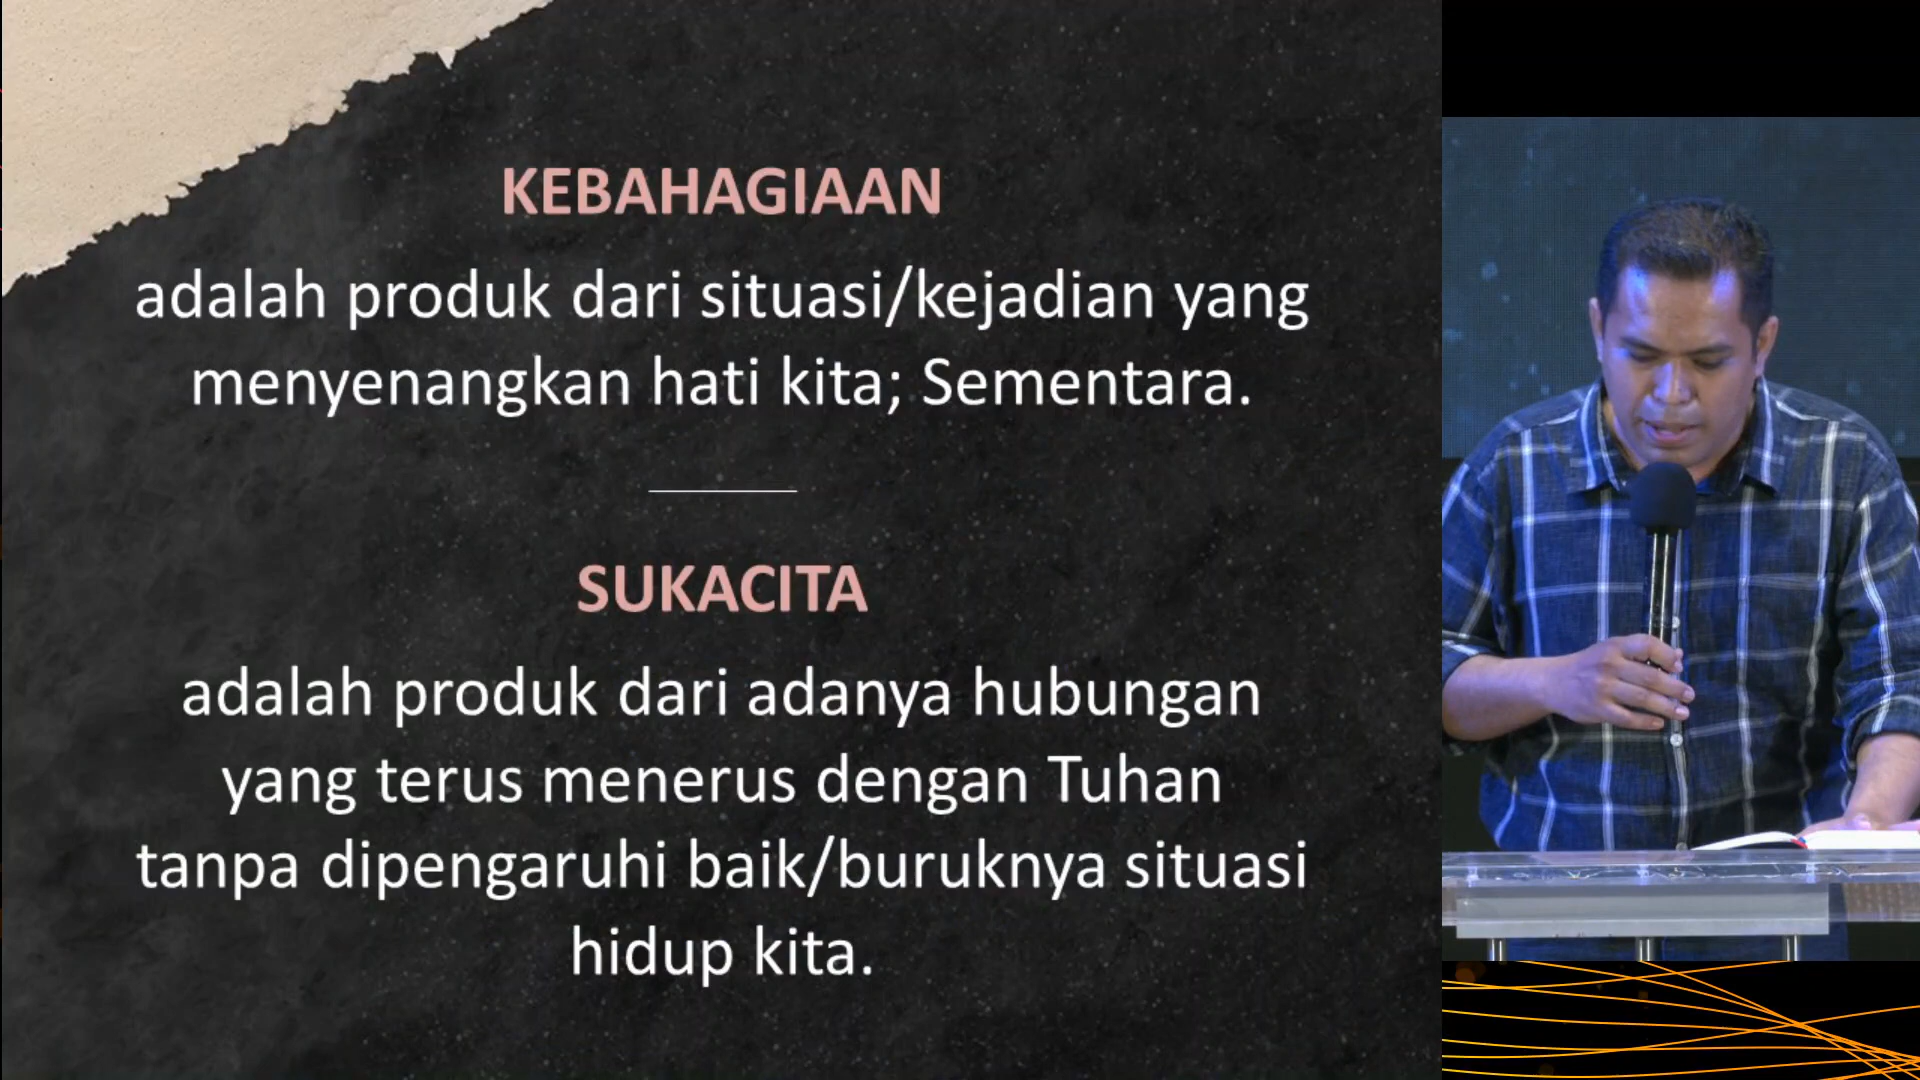 KEBAHAGIAAN
adalah produk dari situasi/kejadian yang
menyenangkan hati kita; Sementara.
SUKACITA
adalah produk dari adanya hubungan
yang terus menerus dengan Tuhan
tanpa dipengaruhi baik/buruknya situasi
hidup kita.